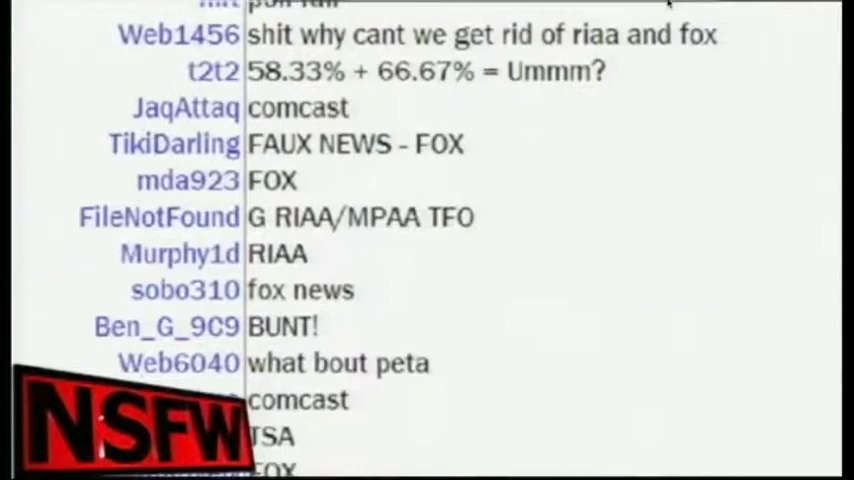 Web1456 shit why cant we get rid of riaa and fox
t2t2 58.33% + 66.67% = Ummm?
JaqAttaq comcast
TikiDarling FAUX NEWS - FOX
mda923 FOX
FileNotFound G RIAA/MPAA TFO
Murphy1d RIAA
sobo310 fox news
Ben_G_9C9 BUNT!
Web6040 what bout peta
comcast
TSA
FOX
NSFW